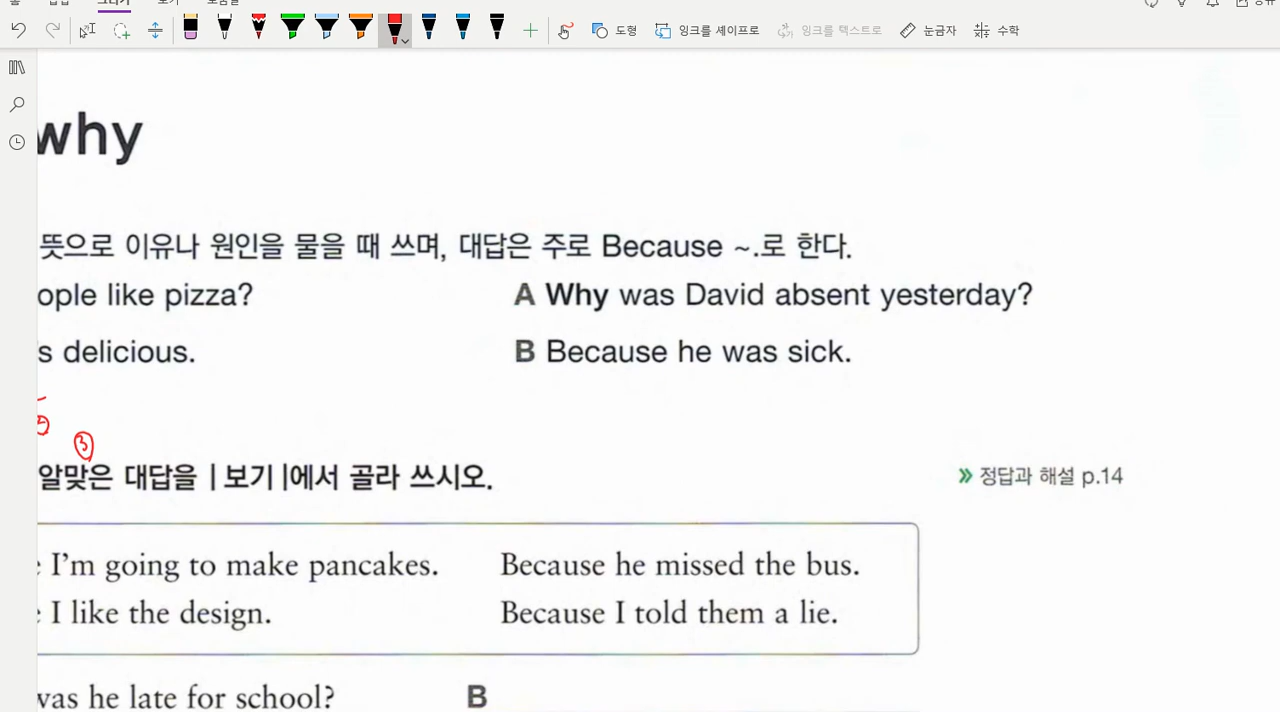 도형
잉크를 셰이프로
잉크를 텍스트로
눈금자
수학
why
뜻으로 이유나 원인을 물을 때 쓰며, 대답은 주로 Because ~.로 한다.
ople like pizza?
A Why was David absent yesterday?
s delicious.
B Because he was sick.
③
알맞은 대답을 | 보기 |에서 골라 쓰시오.
» 정답과 해설 p.14
I'm going to make pancakes.
Because he missed the bus.
I like the design.
Because I told them a lie.
was he late for school?
B